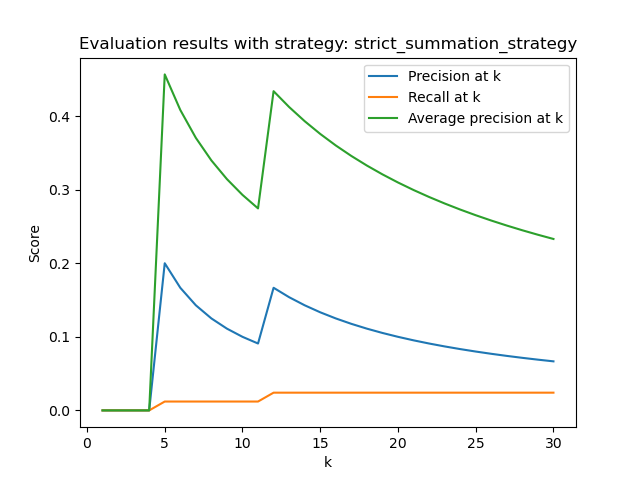 Evaluation results with strategy: strict_summation_strategy
Precision at k
Recall at k
Average precision at k
Score
0.4
0.3
0.2
0.1
0.0
0 5 10 15 20 25 30
k